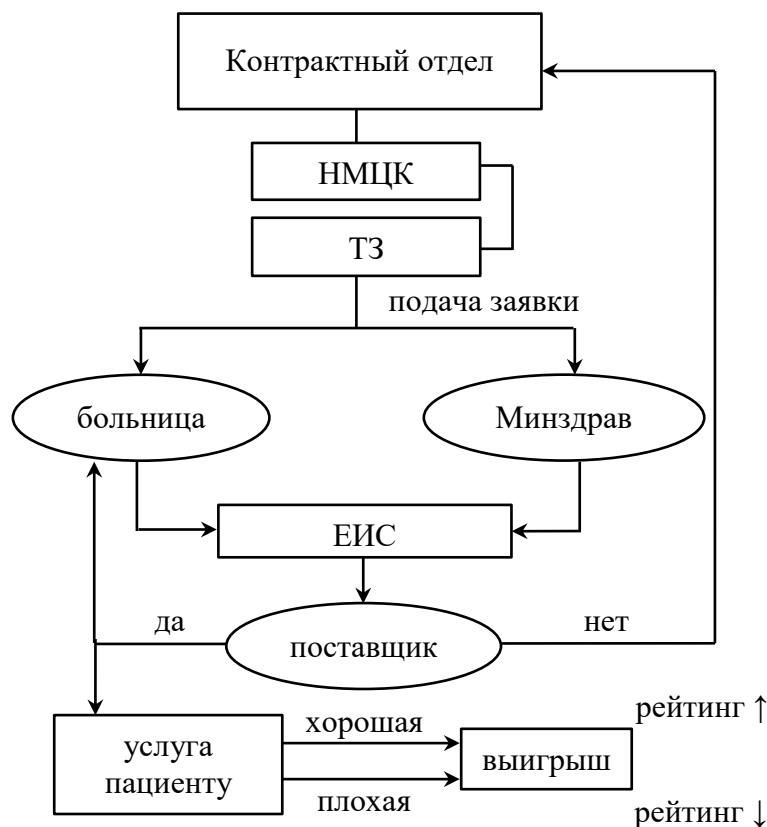 Контрактный отдел
НМЦК
ТЗ
подача заявки
больница
Минздрав
ЕИС
да
поставщик
нет
рейтинг ↑
хорошая
услуга
пациенту
выигрыш
плохая
рейтинг ↓